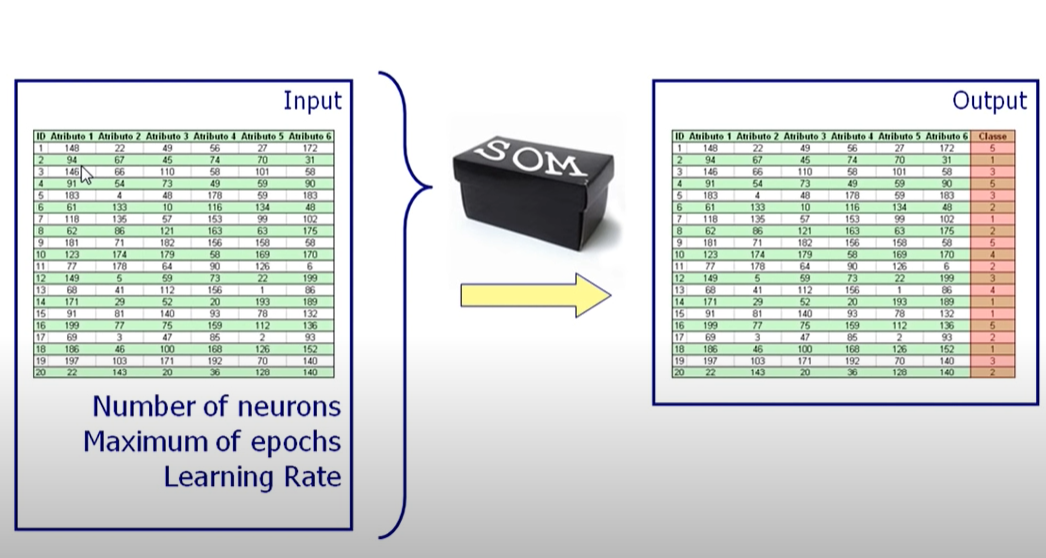 Input
ID Atributo 1 Atributo 2 Atributo 3 Atributo 4 Atributo 5 Atributo 6
1 148 22 49 56 27 172
2 94 67 45 74 70 31
3 146 66 110 58 101 58
4 91 54 73 49 59 90
5 183 4 48 178 59 183
6 61 133 10 116 134 48
7 118 135 57 153 99 102
8 62 86 121 163 63 175
9 181 71 182 156 158 58
10 123 174 179 58 169 170
11 77 178 64 90 126 6
12 149 5 59 73 22 199
13 68 41 112 156 1 86
14 171 29 52 20 193 189
15 91 81 140 93 78 132
16 199 77 75 159 112 136
17 69 3 47 85 2 93
18 186 46 100 168 126 152
19 197 103 171 192 70 140
20 22 143 20 36 128 140
Number of neurons
Maximum of epochs
Learning Rate
SOM
Output
ID Atributo 1 Atributo 2 Atributo 3 Atributo 4 Atributo 5 Atributo 6 Classe
1 148 22 49 56 27 172 5
2 94 67 45 74 70 31 1
3 146 66 110 58 101 58 3
4 91 54 73 49 59 90 5
5 183 4 48 178 59 183 3
6 61 133 10 116 134 48 2
7 118 135 57 153 99 102 1
8 62 86 121 163 63 175 2
9 181 71 182 156 158 58 5
10 123 174 179 58 169 170 4
11 77 178 64 90 126 6 2
12 149 5 59 73 22 199 3
13 68 41 112 156 1 86 4
14 171 29 52 20 193 189 1
15 91 81 140 93 78 132 1
16 199 77 75 159 112 136 5
17 69 3 47 85 2 93 2
18 186 46 100 168 126 152 1
19 197 103 171 192 70 140 3
20 22 143 20 36 128 140 2